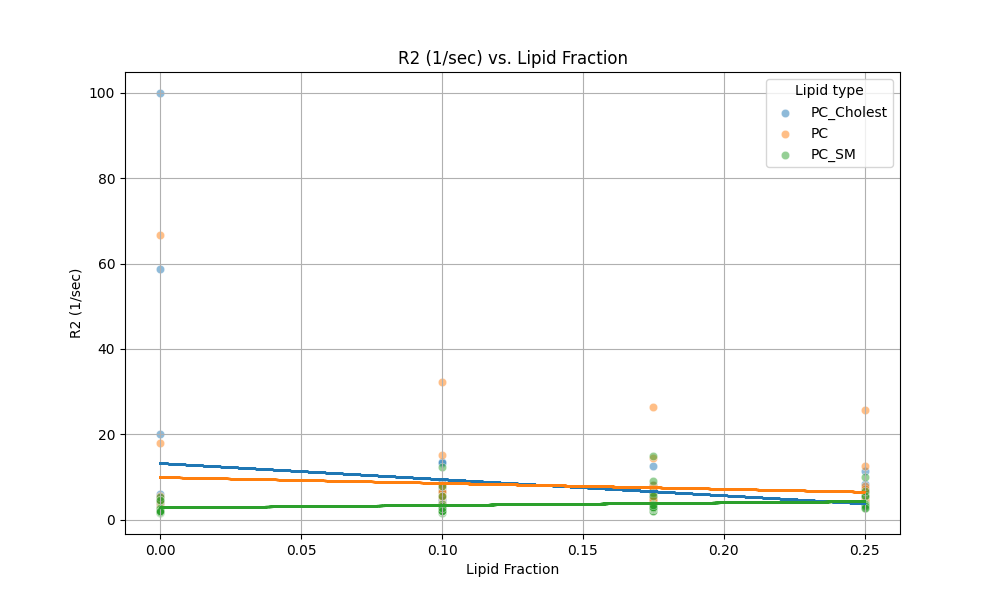 R2 (1/sec) vs. Lipid Fraction
Lipid type
PC_Cholest
PC
PC_SM
R2 (1/sec)
100
80
60
40
20
0
0.00 0.05 0.10 0.15 0.20 0.25
Lipid Fraction